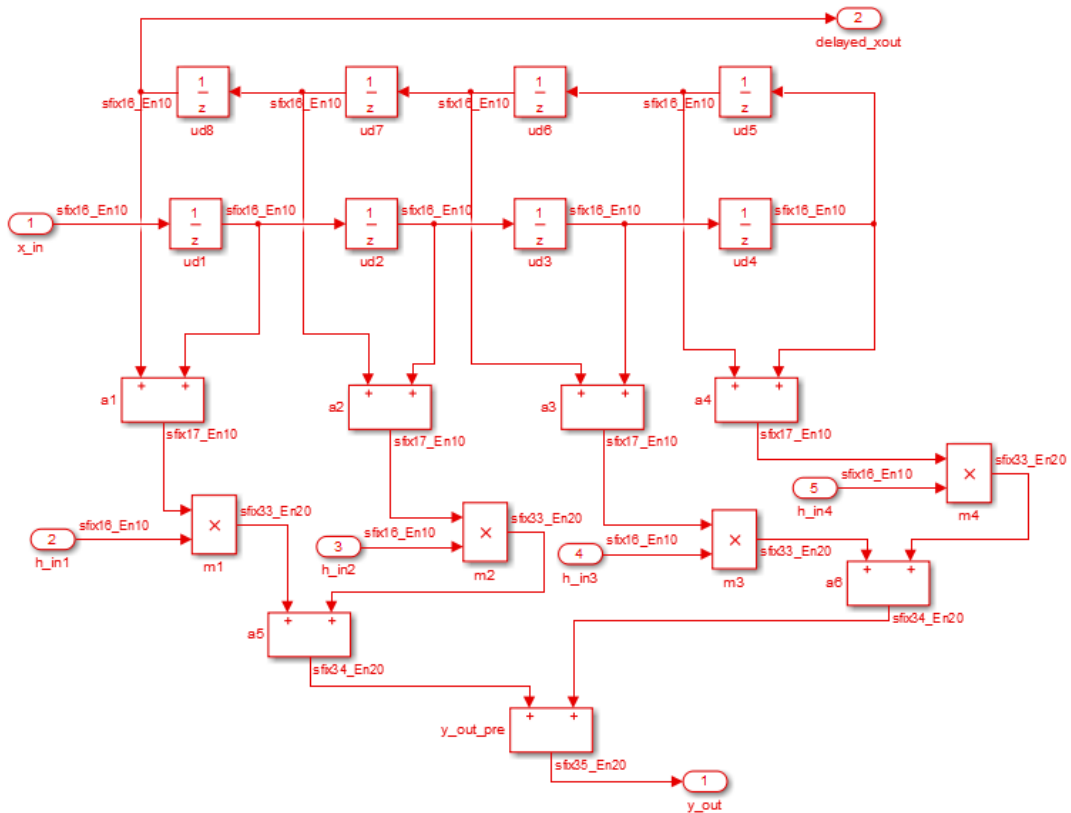 2
delayed_xout
1
z
1
z
1
z
1
z
sfix16_En10
sfix16_En10
sfix16_En10
sfix16_En10
ud8
ud7
ud6
ud5
sfix16_En10
sfix16_En10
sfix16_En10
sfix16_En10
sfix16_En10
1
1
z
1
z
1
z
1
z
x_in
ud1
ud2
ud3
ud4
+ +
+ +
+ +
+ +
a1
a2
a3
a4
sfix17_En10
sfix17_En10
sfix17_En10
sfix17_En10
sfix33_En20
sfix16_En10
×
5
h_in4
m4
sfix33_En20
sfix16_En10
×
2
h_in1
m1
sfix33_En20
sfix16_En10
×
3
h_in2
m2
sfix16_En10
×
sfix33_En20
4
h_in3
m3
+ +
a6
sfix34_En20
+ +
a5
sfix34_En20
+ +
y_out_pre
sfix35_En20
1
y_out